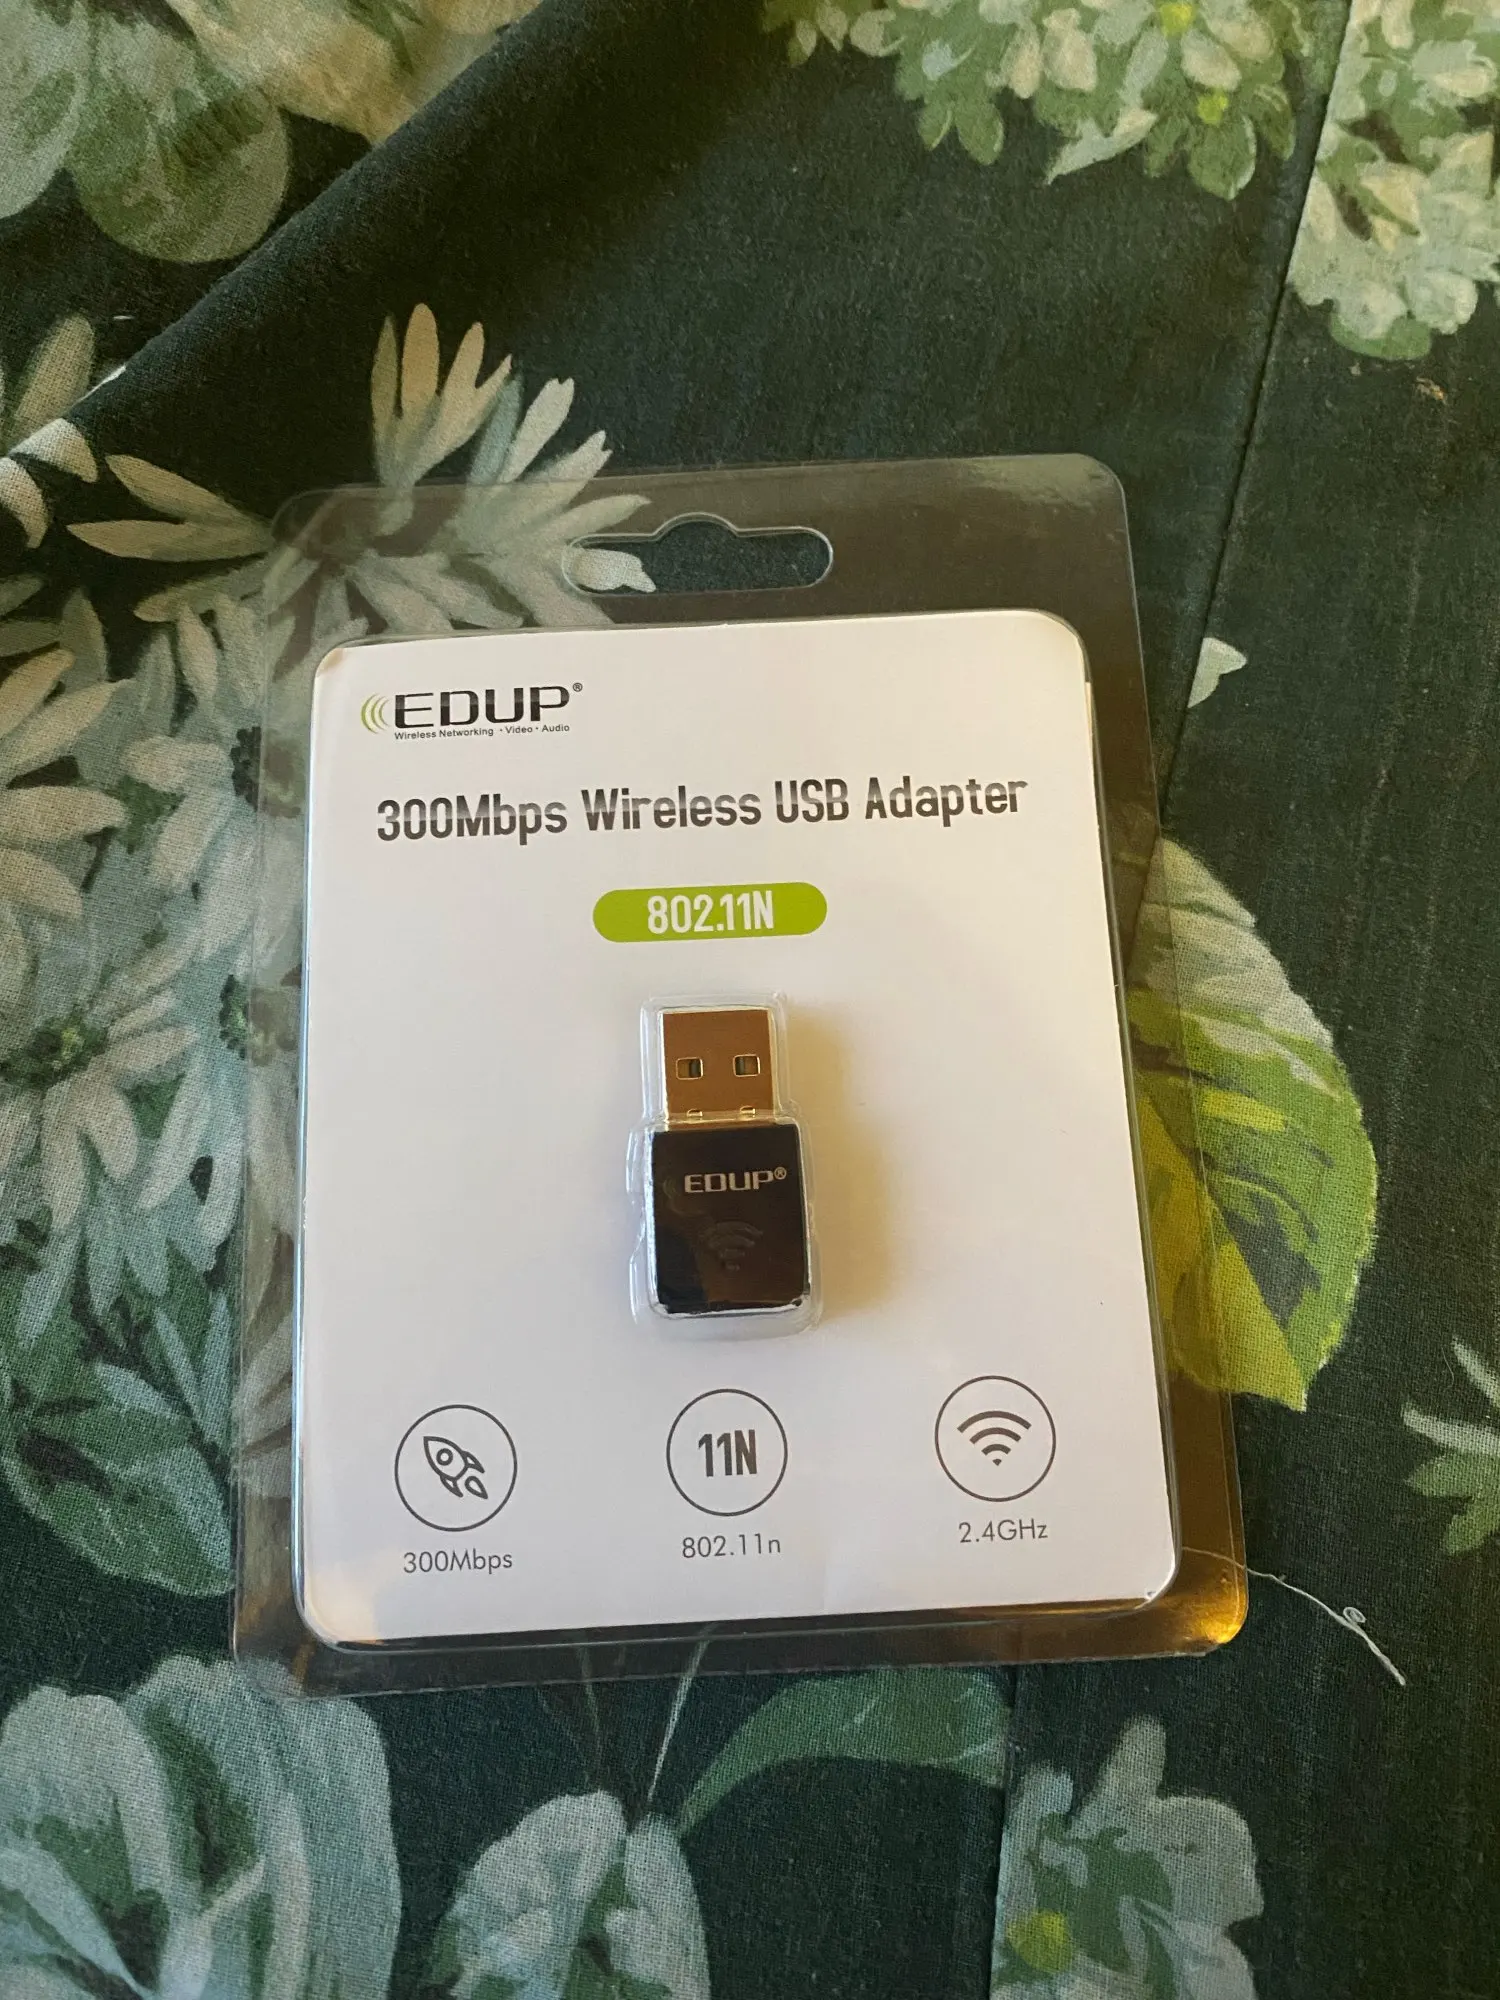 EDUP®
Wireless Networking · Video · Audio
300Mbps Wireless USB Adapter
802.11N
EDUP®
11N
300Mbps
802.11n
2.4GHz